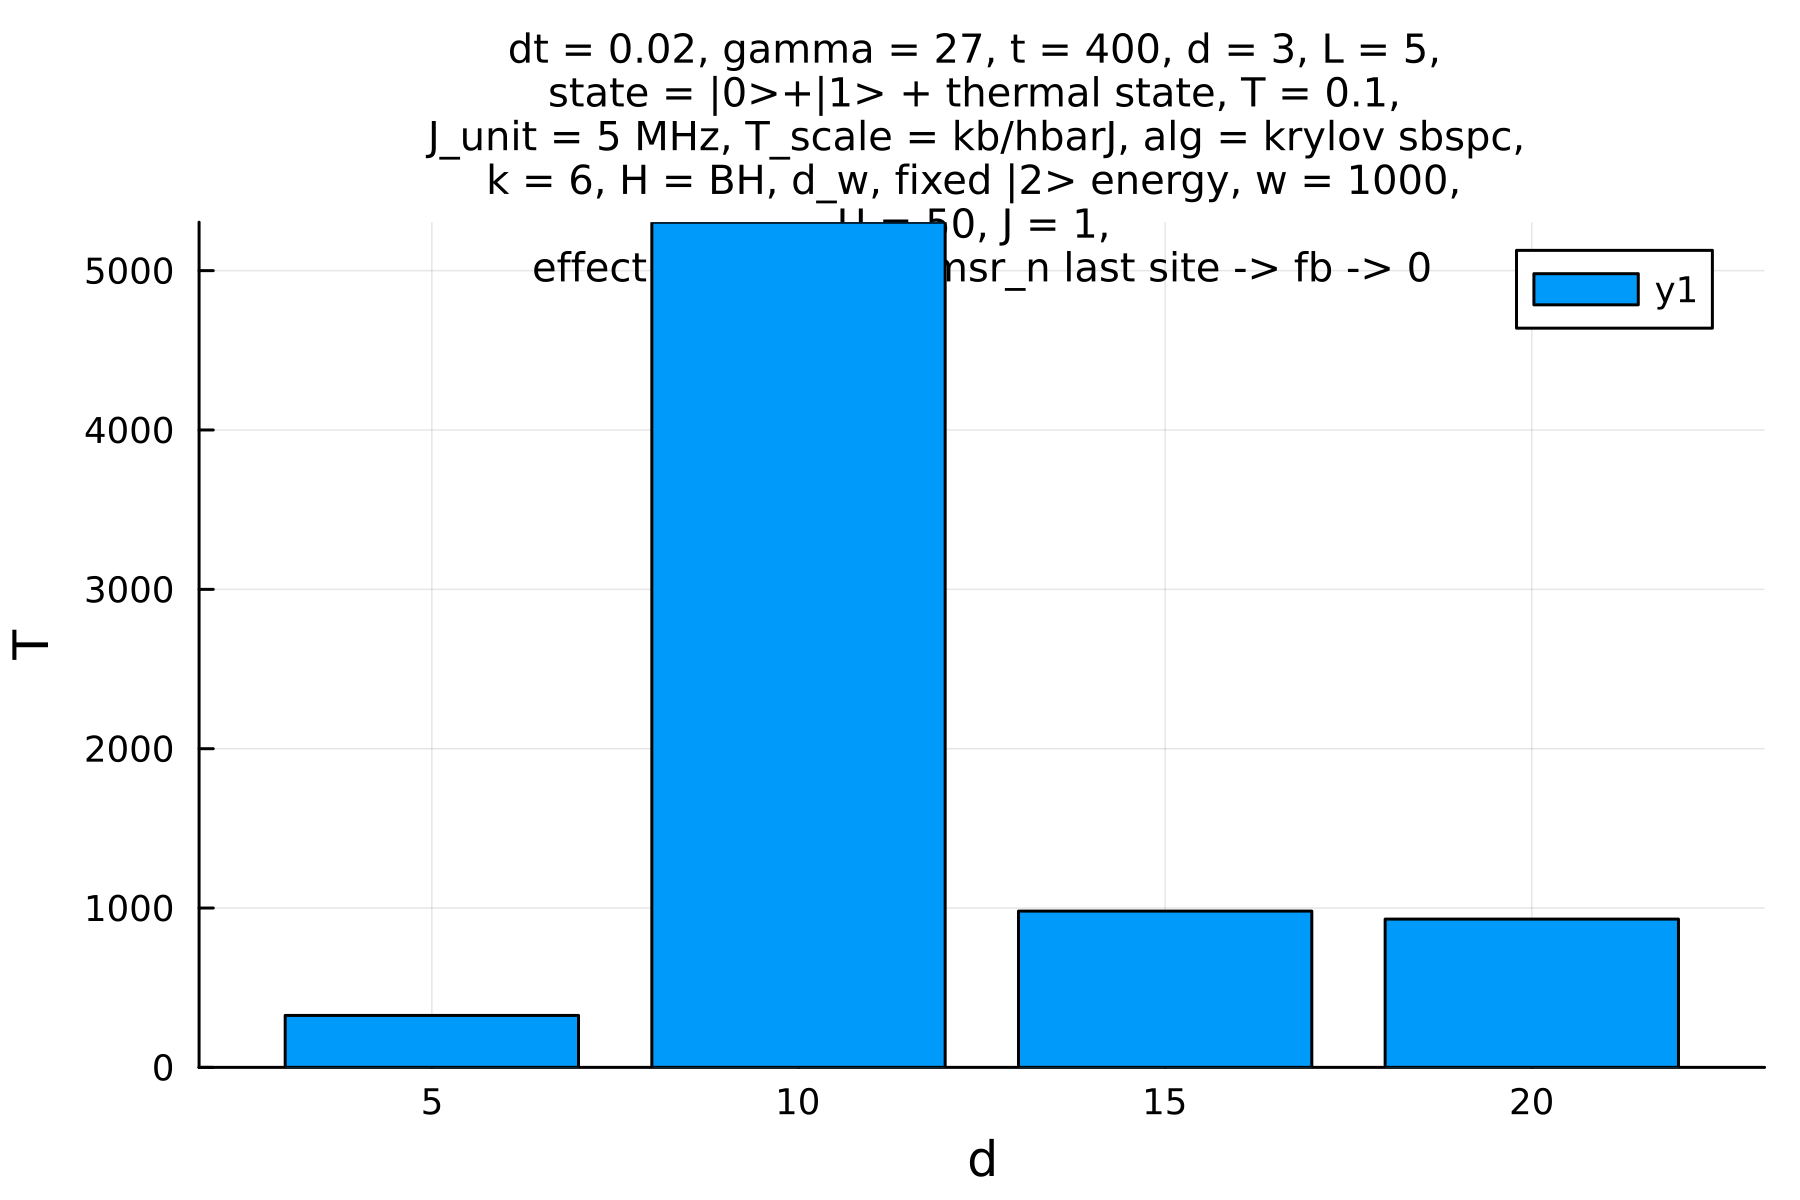 dt = 0.02, gamma = 27, t = 400, d = 3, L = 5,
state = |0>+|1> + thermal state, T = 0.1,
J_unit = 5 MHz, T_scale = kb/hbarJ, alg = krylov sbspc,
k = 6, H = BH, d_w, fixed |2> energy, w = 1000,
= 50, J = 1,
effect msr_n last site -> fb -> 0
y1
5000
4000
3000
2000
1000
0
T
5 10 15 20
d